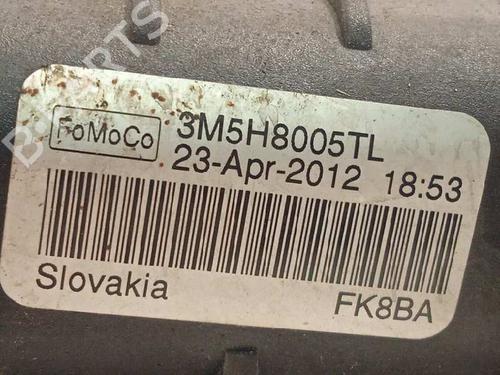 FoMoCo 3M5H8005TL
23-Apr-2012 18:53
Slovakia FK8BA